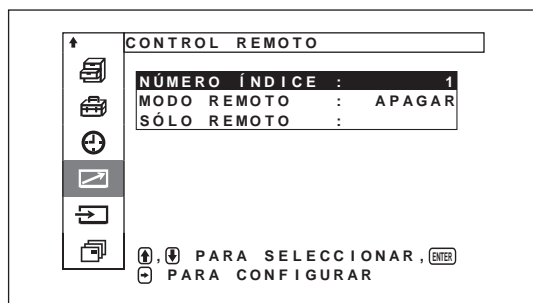 CONTROL REMOTO
NÚMERO ÍNDICE : 1
MODO REMOTO : APAGAR
SÓLO REMOTO :
, PARA SELECCIONAR, ENTER
PARA CONFIGURAR